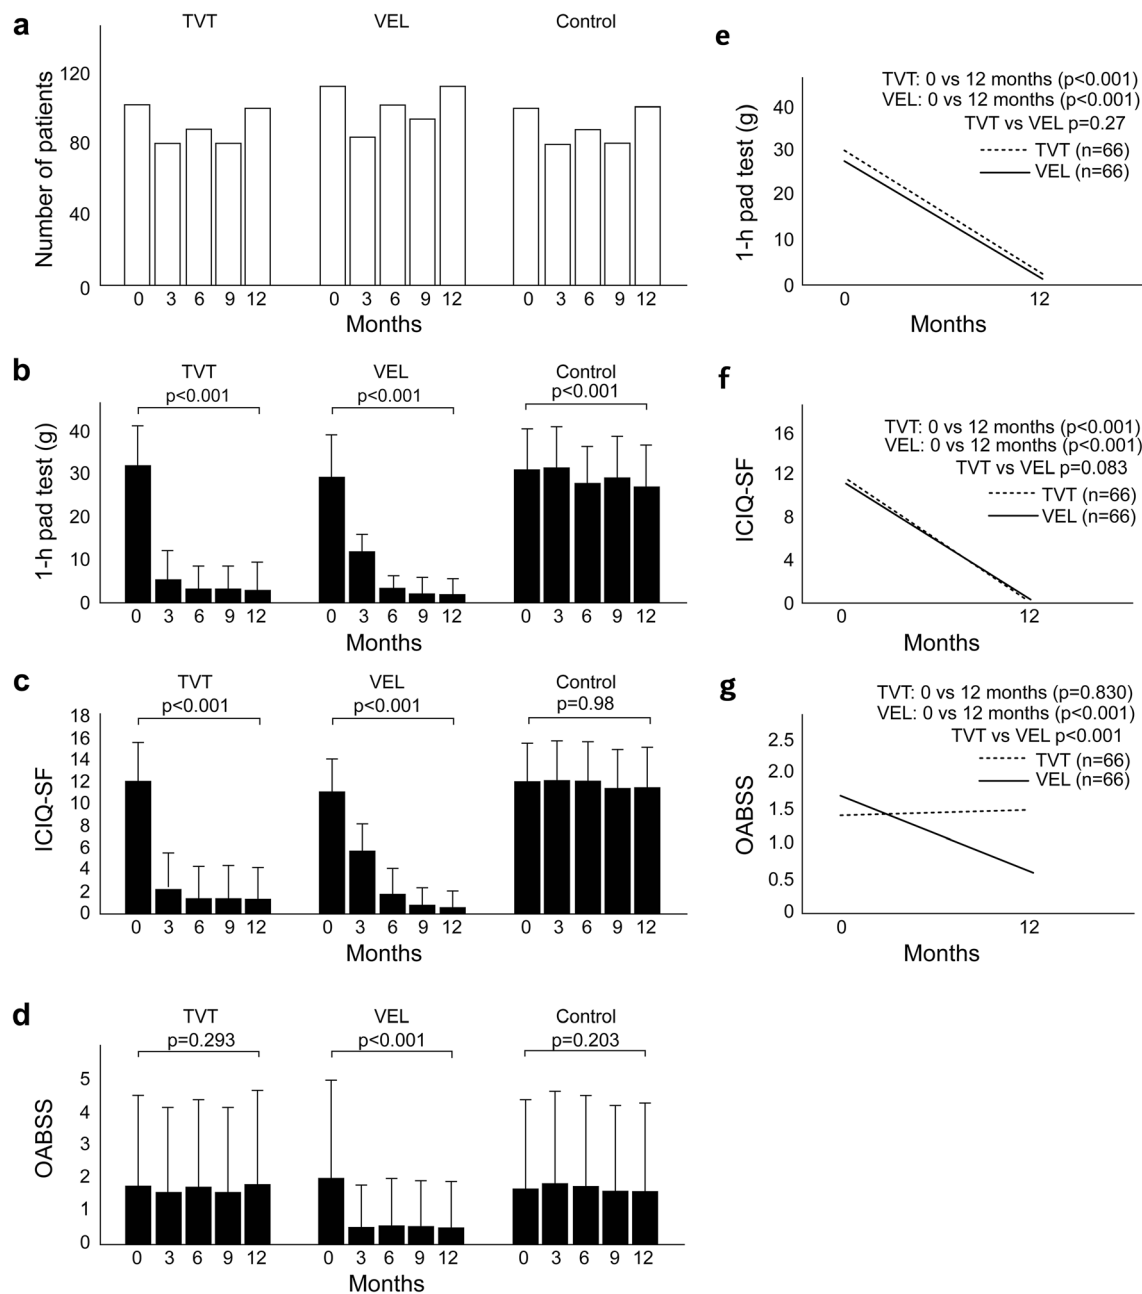 a
TVT VEL Control
Number of patients
120
80
40
0
0 3 6 9 12 0 3 6 9 12 0 3 6 9 12
Months
b
TVT VEL Control
p<0.001 p<0.001 p<0.001
1-h pad test (g)
40
30
20
10
0
0 3 6 9 12 0 3 6 9 12 0 3 6 9 12
Months
c
TVT VEL Control
p<0.001 p<0.001 p=0.98
ICIQ-SF
18
16
14
12
10
8
6
4
2
0
0 3 6 9 12 0 3 6 9 12 0 3 6 9 12
Months
d
TVT VEL Control
p=0.293 p<0.001 p=0.203
OABSS
5
4
3
2
1
0
0 3 6 9 12 0 3 6 9 12 0 3 6 9 12
Months
e
TVT: 0 vs 12 months (p<0.001)
VEL: 0 vs 12 months (p<0.001)
TVT vs VEL p=0.27
TVT (n=66)
VEL (n=66)
1-h pad test (g)
40
30
20
10
0
0 12
Months
f
TVT: 0 vs 12 months (p<0.001)
VEL: 0 vs 12 months (p<0.001)
TVT vs VEL p=0.083
TVT (n=66)
VEL (n=66)
ICIQ-SF
16
12
8
4
0
0 12
Months
g
TVT: 0 vs 12 months (p=0.830)
VEL: 0 vs 12 months (p<0.001)
TVT vs VEL p<0.001
TVT (n=66)
VEL (n=66)
OABSS
2.5
2.0
1.5
1.0
0.5
0
0 12
Months